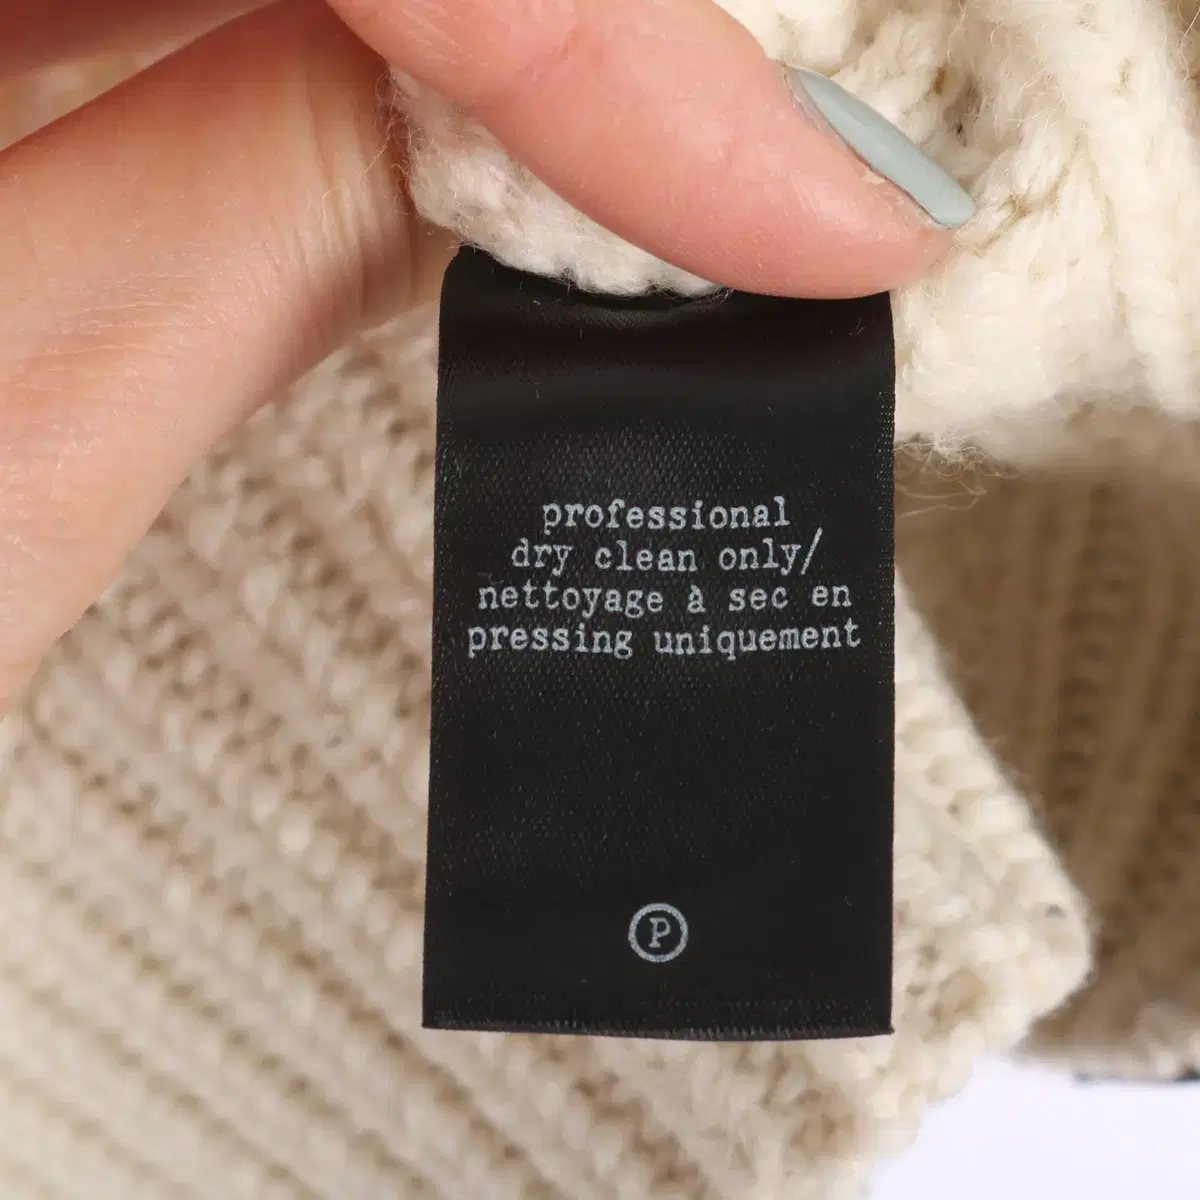 professional
dry clean only/
nettoyage à sec en
pressing uniquement
P